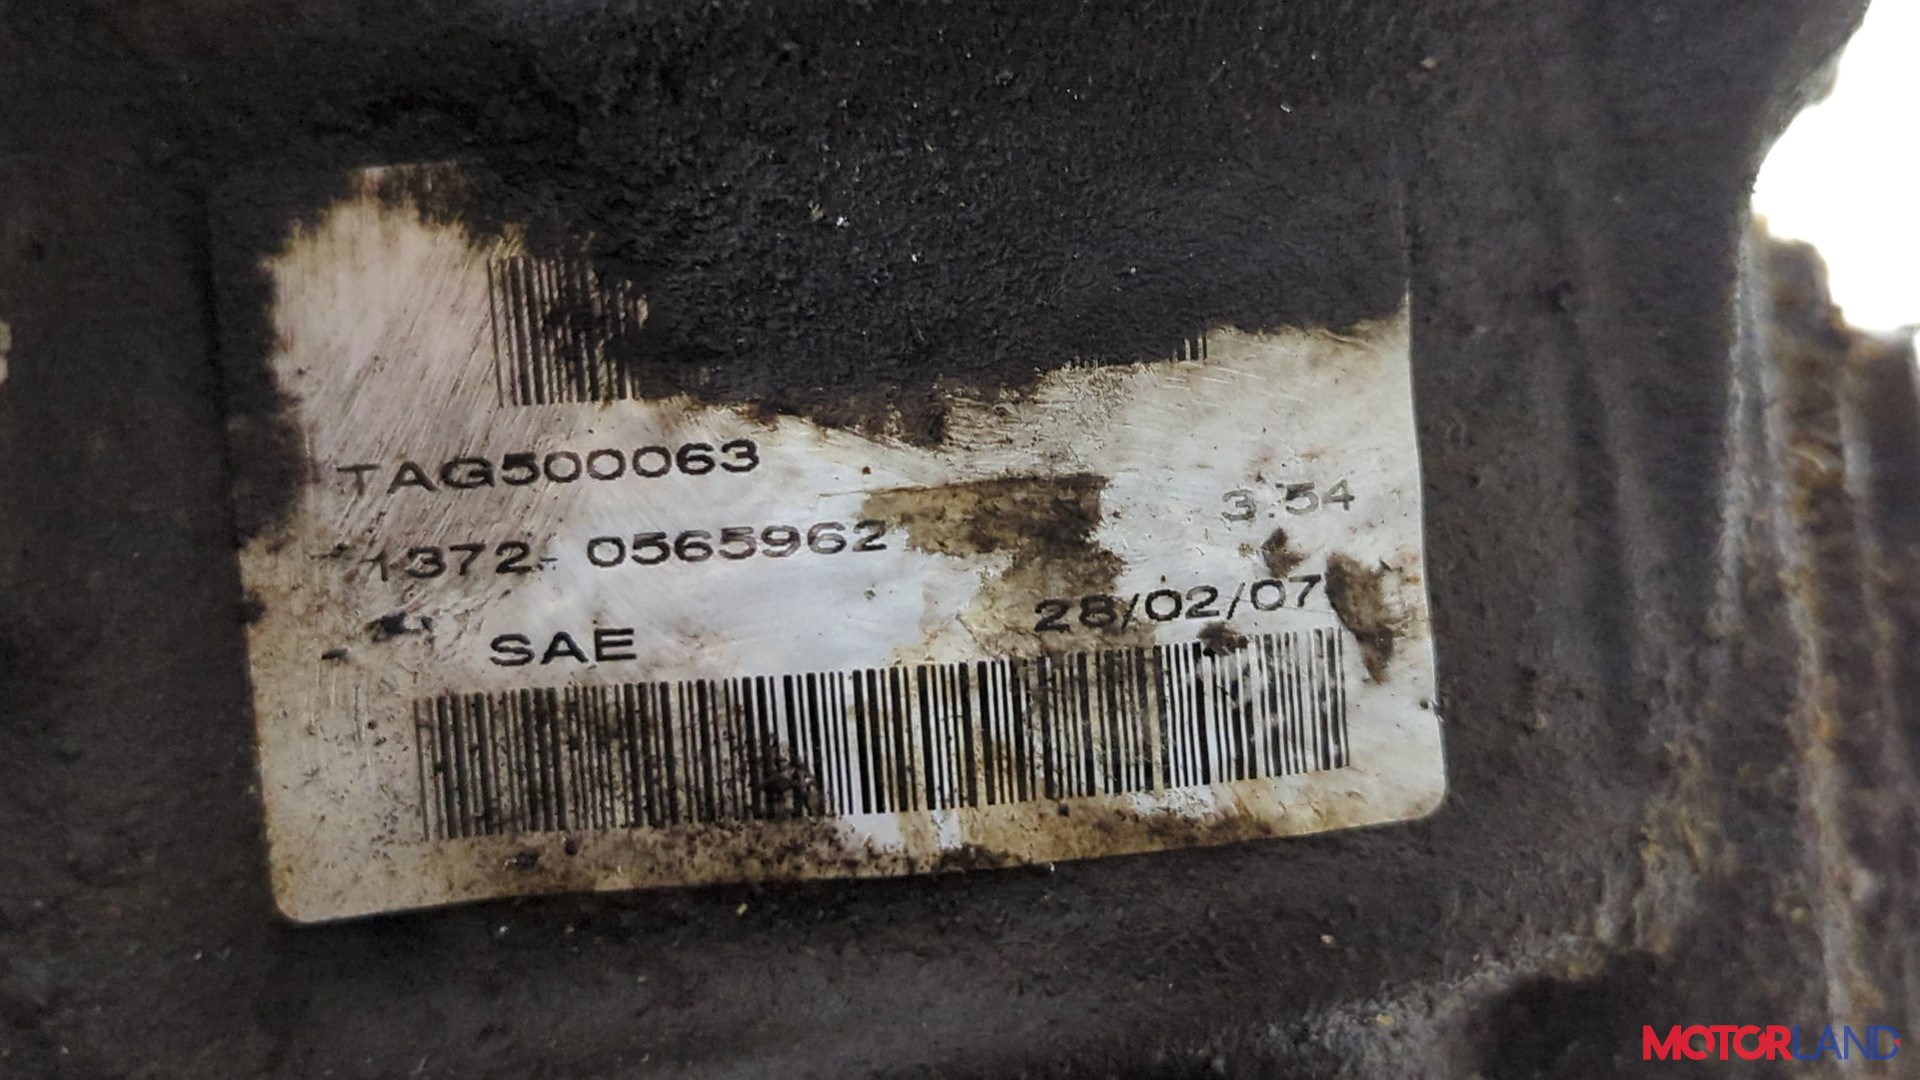 TAG500063
1372- 0565962 3.54
SAE 28/02/07
MOTORLAND